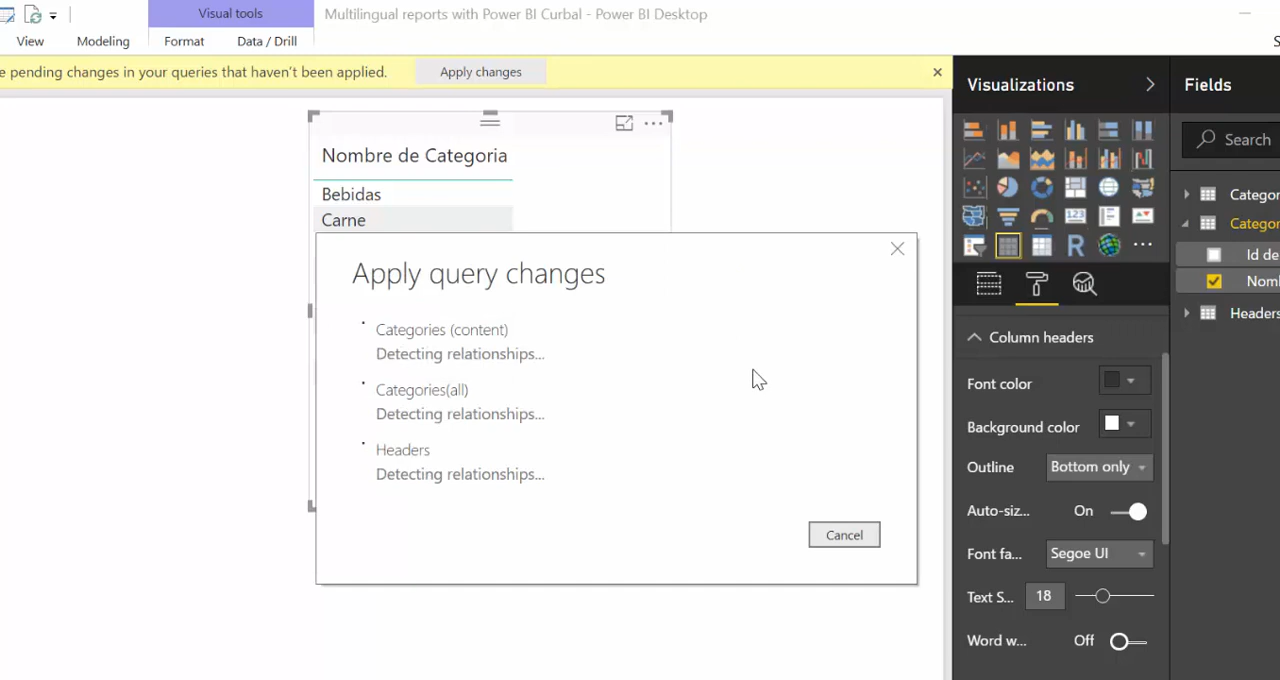 Visual tools
Multilingual reports with Power BI Curbal - Power BI Desktop
View
Modeling
Format
Data / Drill
e pending changes in your queries that haven't been applied.
Apply changes
Visualizations
Fields
Search
Nombre de Categoria
Bebidas
Carne
Categor
Categor
Id de
Noml
Headers
Apply query changes
Categories (content)
Detecting relationships...
Categories(all)
Detecting relationships...
Headers
Detecting relationships...
Cancel
Column headers
Font color
Background color
Outline
Bottom only
Auto-siz...
On
Font fa...
Segoe UI
Text S...
18
Word w...
Off